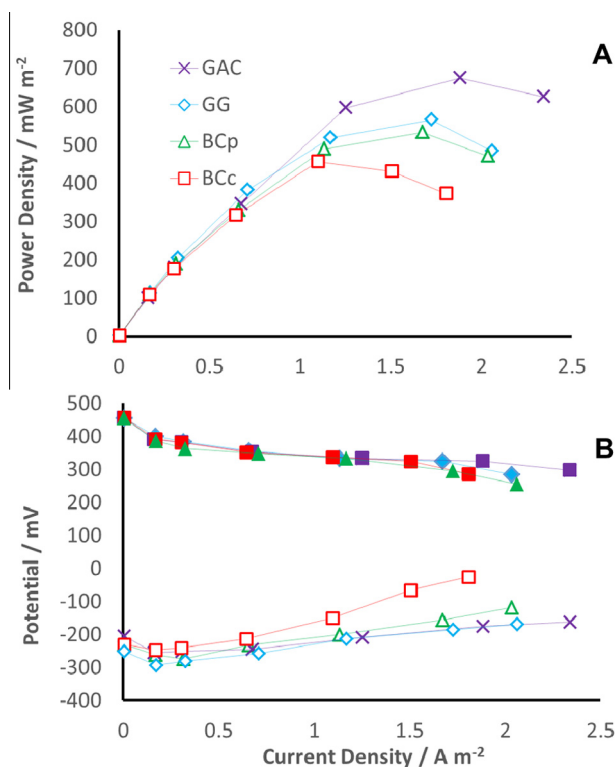 A
Power Density / mW m⁻²
800
700
600
500
400
300
200
100
0
GAC
GG
BCp
BCc
0 0.5 1 1.5 2 2.5
B
Potential / mV
500
400
300
200
100
0
-100
-200
-300
-400
0 0.5 1 1.5 2 2.5
Current Density / A m⁻²